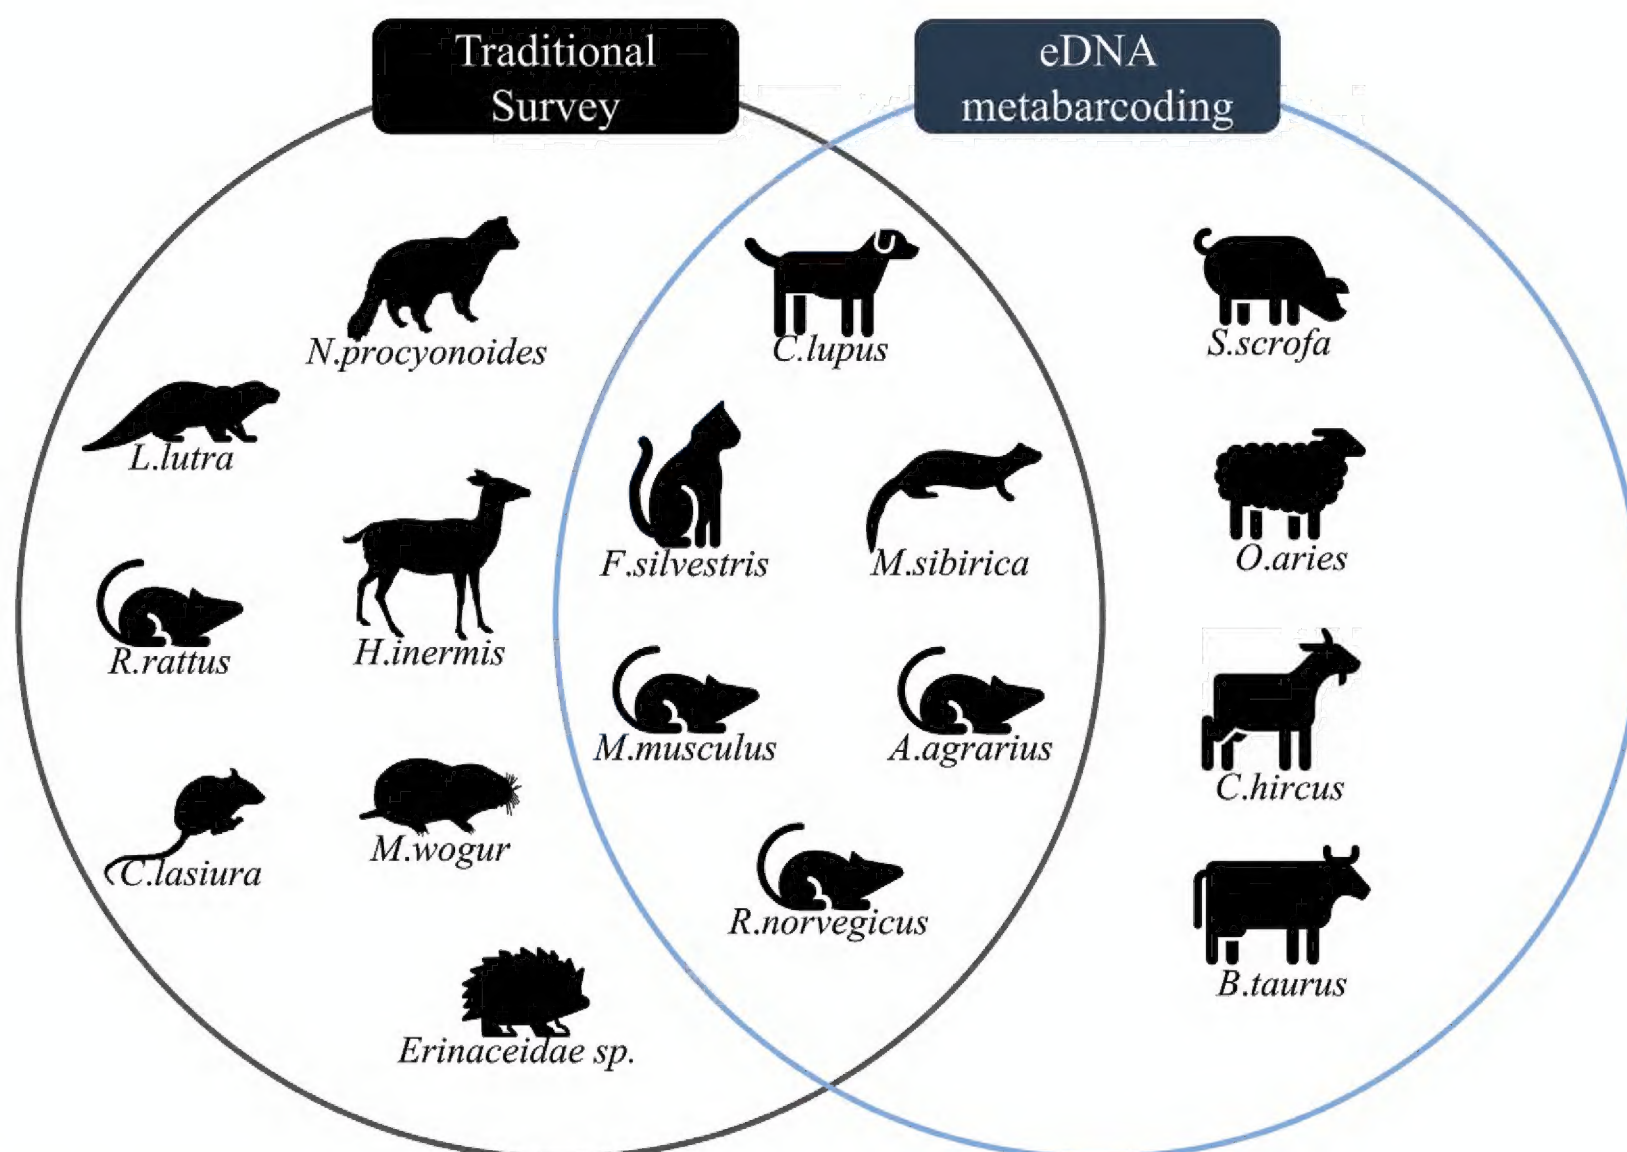 Traditional
Survey
eDNA
metabarcoding
N.procyonoides
C.lupus
S.scrofa
L.lutra
F.silvestris
M.sibirica
O.aries
R.rattus
H.inermis
M.musculus
A.agrarius
C.hircus
C.lasiura
M.wogur
R.norvegicus
B.taurus
Erinaceidae sp.